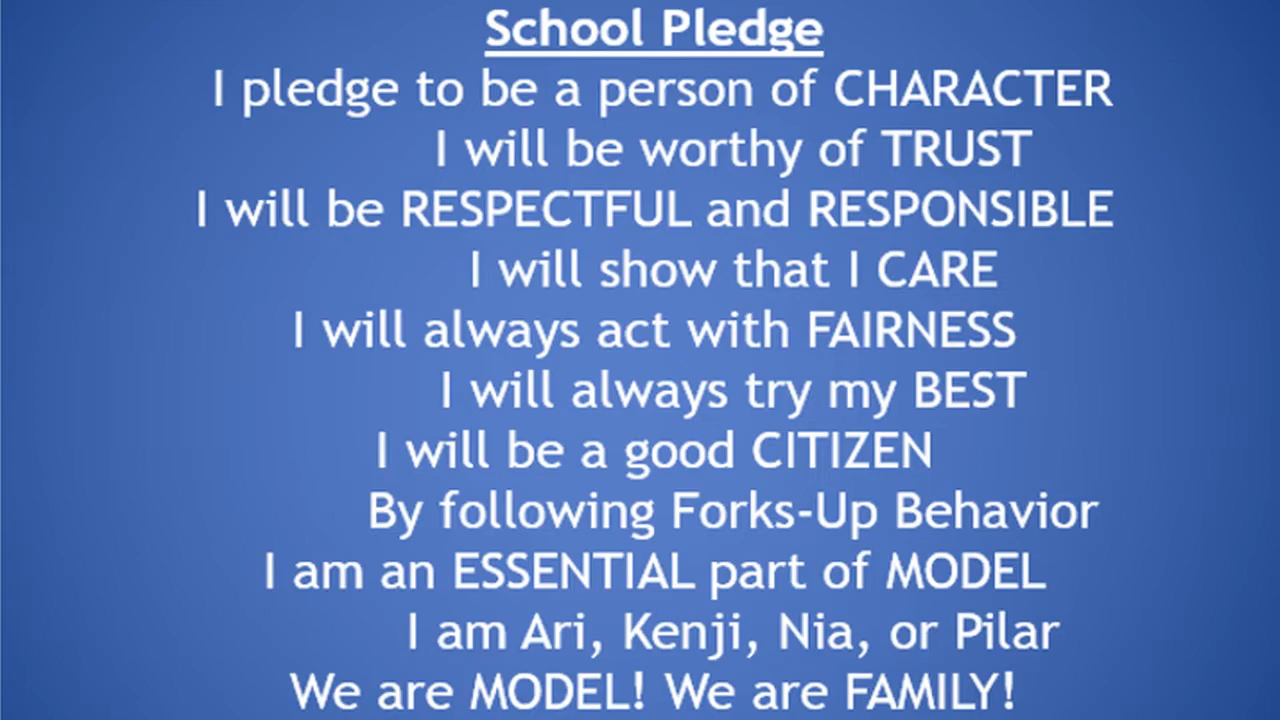 School Pledge
I pledge to be a person of CHARACTER
I will be worthy of TRUST
I will be RESPECTFUL and RESPONSIBLE
I will show that I CARE
I will always act with FAIRNESS
I will always try my BEST
I will be a good CITIZEN
By following Forks-Up Behavior
I am an ESSENTIAL part of MODEL
I am Ari, Kenji, Nia, or Pilar
We are MODEL! We are FAMILY!